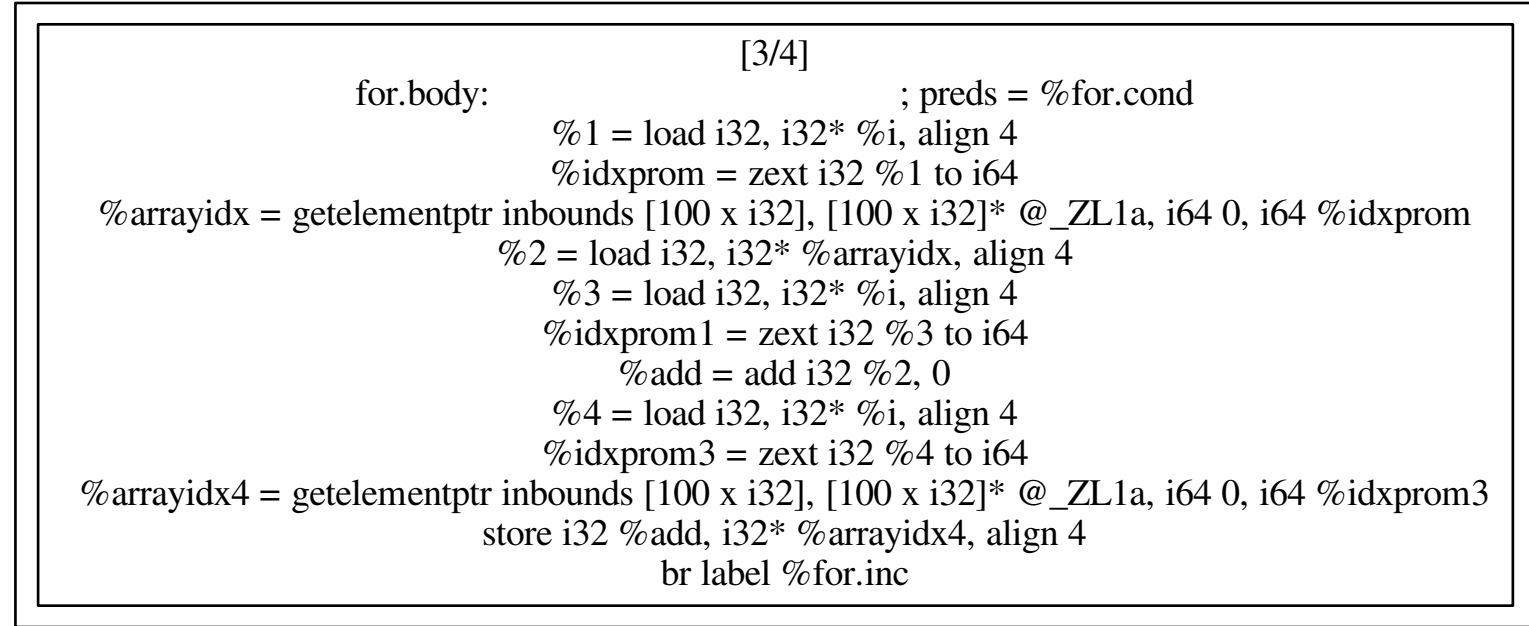 [3/4]
for.body: ; preds = %for.cond
%1 = load i32, i32* %i, align 4
%idxprom = zext i32 %1 to i64
%arrayidx = getelementptr inbounds [100 x i32], [100 x i32]* @_ZL1a, i64 0, i64 %idxprom
%2 = load i32, i32* %arrayidx, align 4
%3 = load i32, i32* %i, align 4
%idxprom1 = zext i32 %3 to i64
%add = add i32 %2, 0
%4 = load i32, i32* %i, align 4
%idxprom3 = zext i32 %4 to i64
%arrayidx4 = getelementptr inbounds [100 x i32], [100 x i32]* @_ZL1a, i64 0, i64 %idxprom3
store i32 %add, i32* %arrayidx4, align 4
br label %for.inc